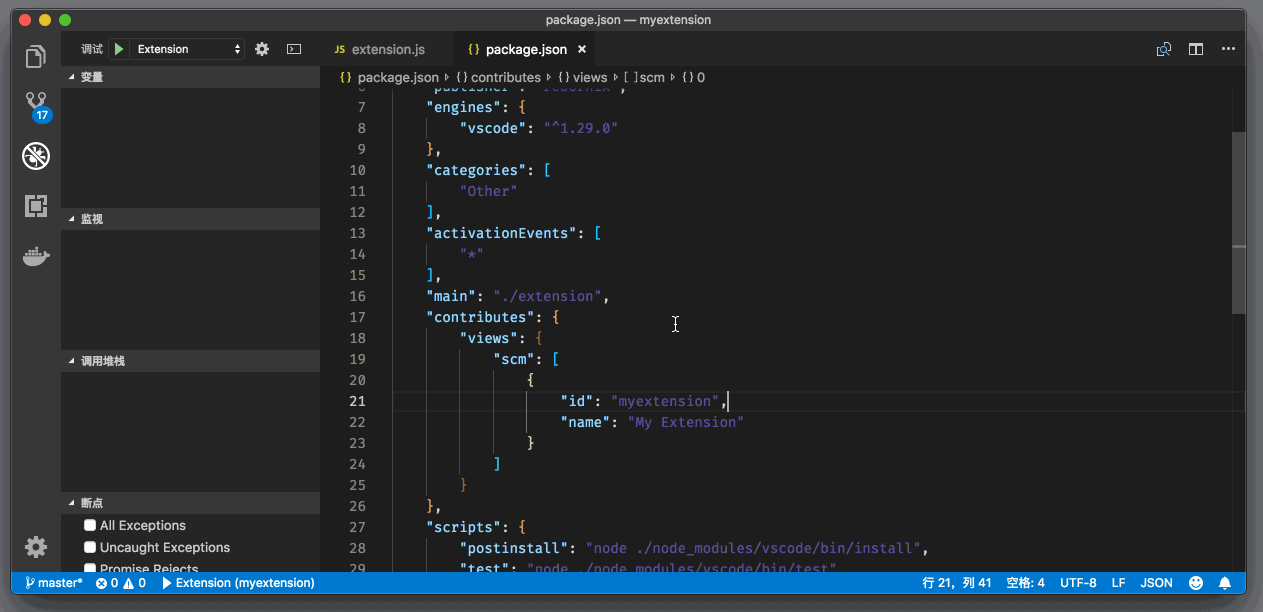 package.json — myextension
调试 Extension
extension.js
package.json
package.json contributes views scm 0
变量
监视
调用堆栈
断点
All Exceptions
Uncaught Exceptions
Promise Rejects
17
6 "publisher": "rebornix",
7 "engines": {
8 "vscode": "^1.29.0"
9 },
10 "categories": [
11 "Other"
12 ],
13 "activationEvents": [
14 "*"
15 ],
16 "main": "./extension",
17 "contributes": {
18 "views": {
19 "scm": [
20 {
21 "id": "myextension",
22 "name": "My Extension"
23 }
24 ]
25 }
26 },
27 "scripts": {
28 "postinstall": "node ./node_modules/vscode/bin/install",
29 "test": "node ./node_modules/vscode/bin/test"
master* 0 0 Extension (myextension)
行 21，列 41 空格: 4 UTF-8 LF JSON